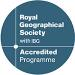 Royal
Geographical
Society
with IBG
Accredited
Programme